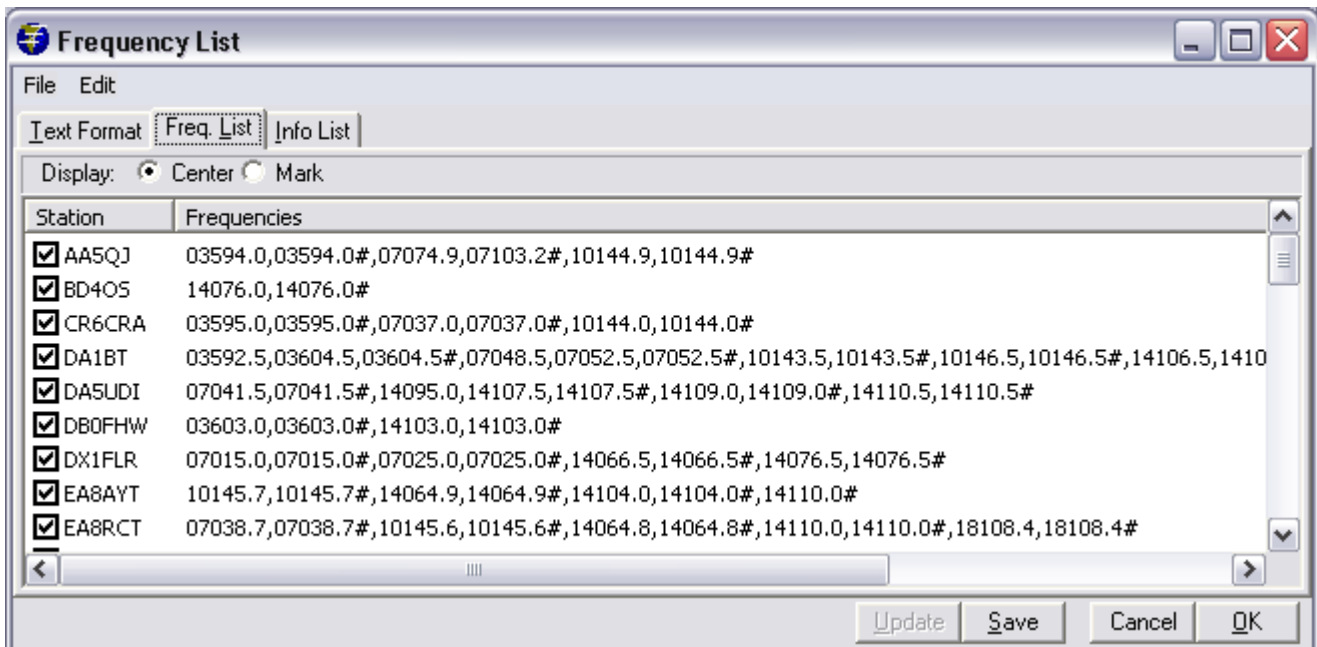 Frequency List
File Edit
Text Format Freq. List Info List
Display: Center Mark
Station Frequencies
AA5QJ 03594.0,03594.0#,07074.9,07103.2#,10144.9,10144.9#
BD4OS 14076.0,14076.0#
CR6CRA 03595.0,03595.0#,07037.0,07037.0#,10144.0,10144.0#
DA1BT 03592.5,03604.5,03604.5#,07048.5,07052.5,07052.5#,10143.5,10143.5#,10146.5,10146.5#,14106.5,1410
DA5UDI 07041.5,07041.5#,14095.0,14107.5,14107.5#,14109.0,14109.0#,14110.5,14110.5#
DB0FHW 03603.0,03603.0#,14103.0,14103.0#
DX1FLR 07015.0,07015.0#,07025.0,07025.0#,14066.5,14066.5#,14076.5,14076.5#
EA8AYT 10145.7,10145.7#,14064.9,14064.9#,14104.0,14104.0#,14110.0#
EA8RCT 07038.7,07038.7#,10145.6,10145.6#,14064.8,14064.8#,14110.0,14110.0#,18108.4,18108.4#
Update Save Cancel OK